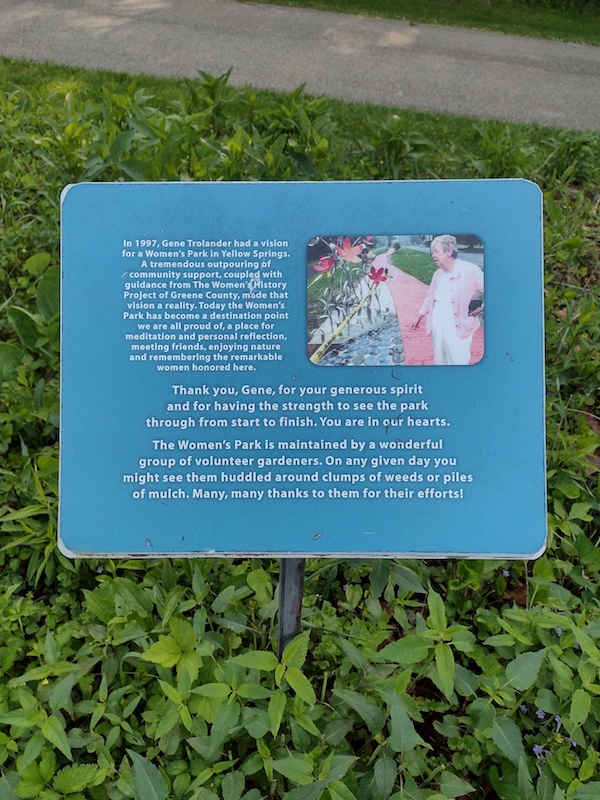 In 1997, Gene Trolander had a vision
for a Women's Park in Yellow Springs.
A tremendous outpouring of
community support, coupled with
guidance from The Women's History
Project of Greene County, made that
vision a reality. Today the Women's
Park has become a destination point
we are all proud of, a place for
meditation and personal reflection,
meeting friends, enjoying nature
and remembering the remarkable
women honored here.
Thank you, Gene, for your generous spirit
and for having the strength to see the park
through from start to finish. You are in our hearts.
The Women's Park is maintained by a wonderful
group of volunteer gardeners. On any given day you
might see them huddled around clumps of weeds or piles
of mulch. Many, many thanks to them for their efforts!